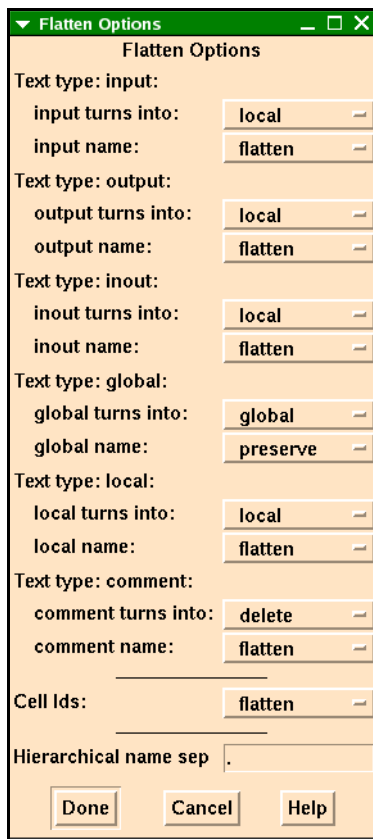 Flatten Options
Flatten Options
Text type: input:
input turns into: local
input name: flatten
Text type: output:
output turns into: local
output name: flatten
Text type: inout:
inout turns into: local
inout name: flatten
Text type: global:
global turns into: global
global name: preserve
Text type: local:
local turns into: local
local name: flatten
Text type: comment:
comment turns into: delete
comment name: flatten
Cell Ids: flatten
Hierarchical name sep .
Done Cancel Help